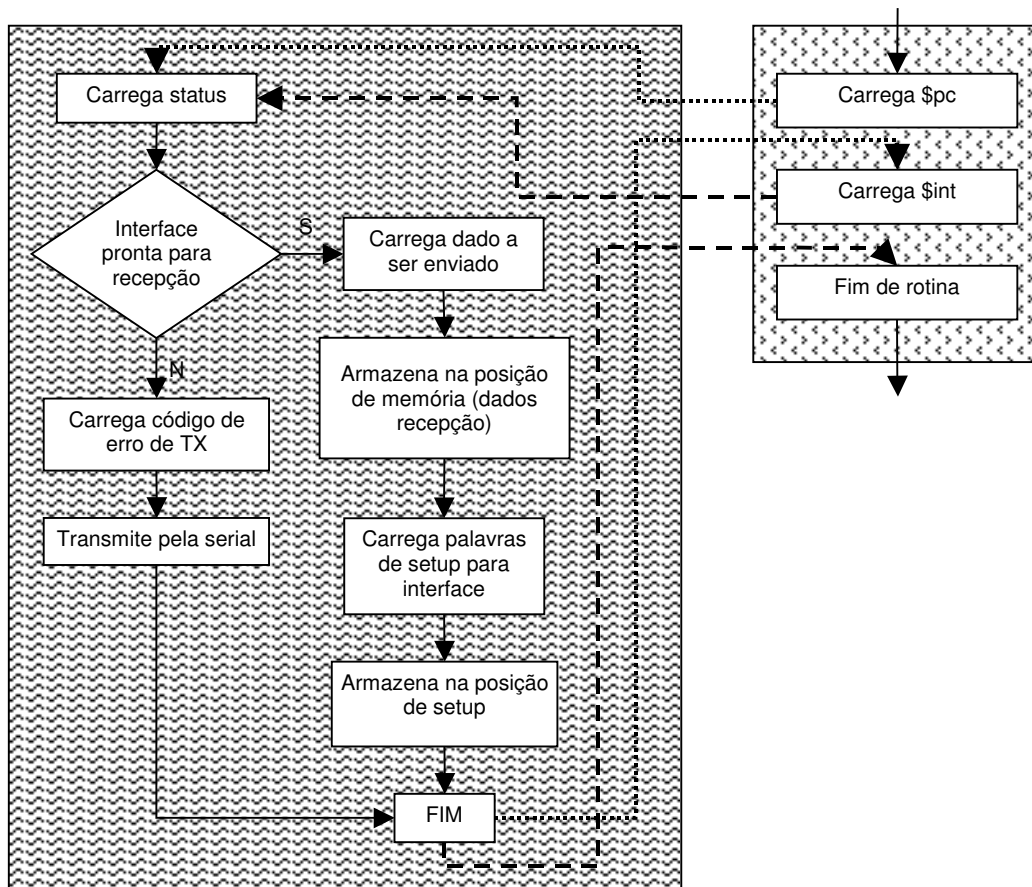 Carrega status
Interface
pronta para
recepção
S
N
Carrega dado a
ser enviado
Armazena na posição
de memória (dados
recepção)
Carrega código de
erro de TX
Transmite pela serial
Carrega palavras
de setup para
interface
Armazena na posição
de setup
FIM
Carrega $pc
Carrega $int
Fim de rotina